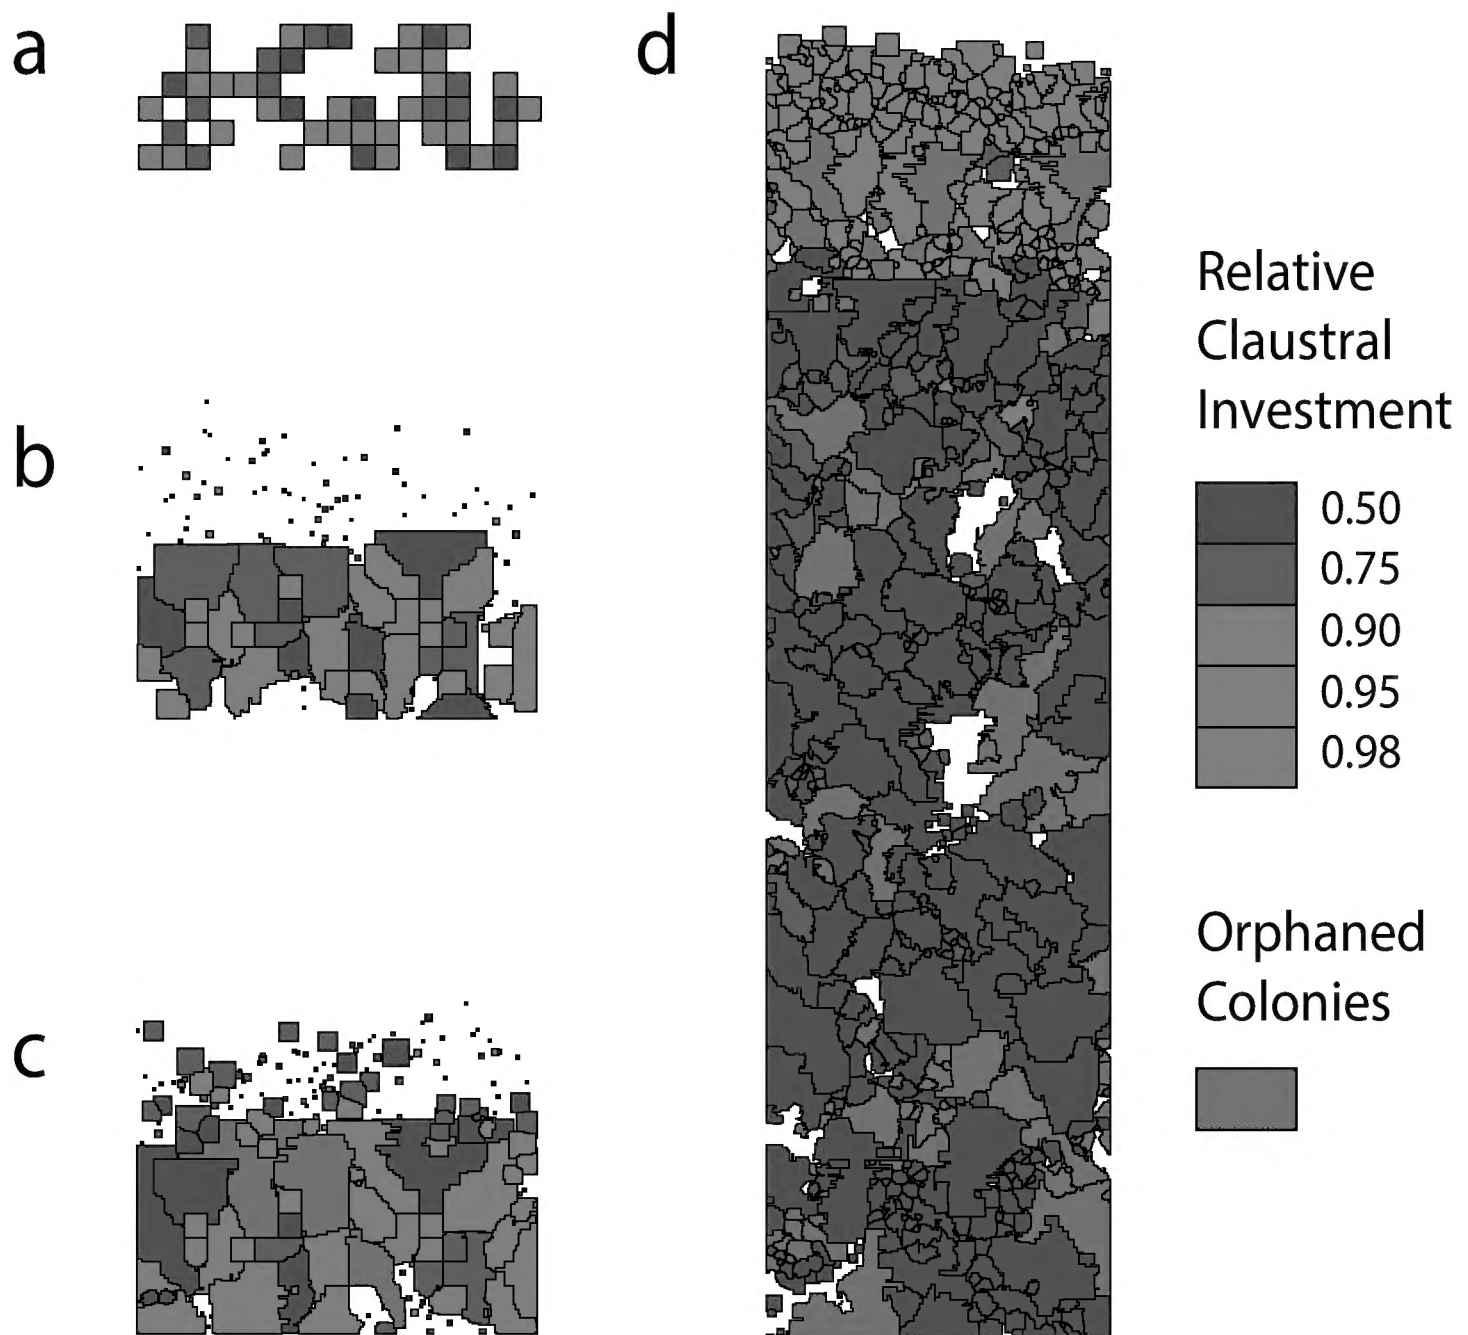 a
b
c
d
Relative
Claustral
Investment
0.50
0.75
0.90
0.95
0.98
Orphaned
Colonies